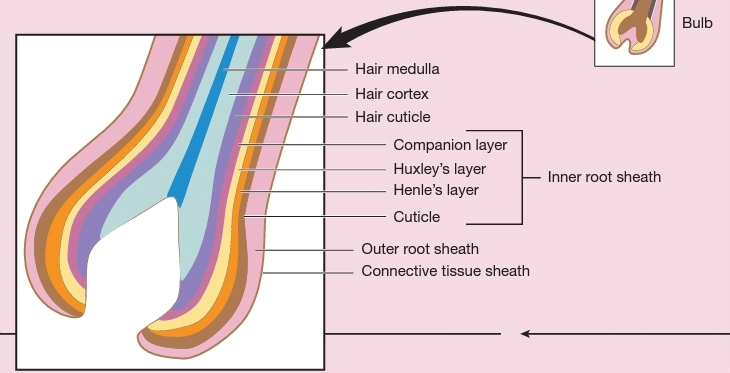 Bulb
Hair medulla
Hair cortex
Hair cuticle
Companion layer
Huxley's layer
Henle's layer
Cuticle
Inner root sheath
Outer root sheath
Connective tissue sheath